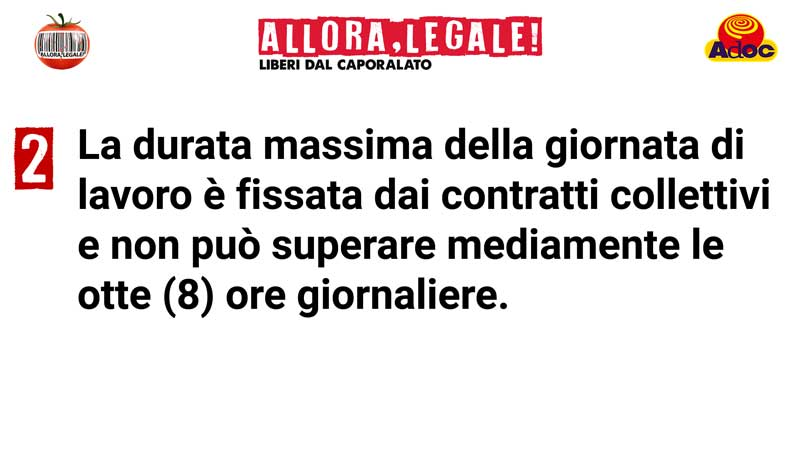 ALLORA,LEGALE!
ALLORA,LEGALE!
LIBERI DAL CAPORALATO
Adoc
2
La durata massima della giornata di
lavoro è fissata dai contratti collettivi
e non può superare mediamente le
otte (8) ore giornaliere.